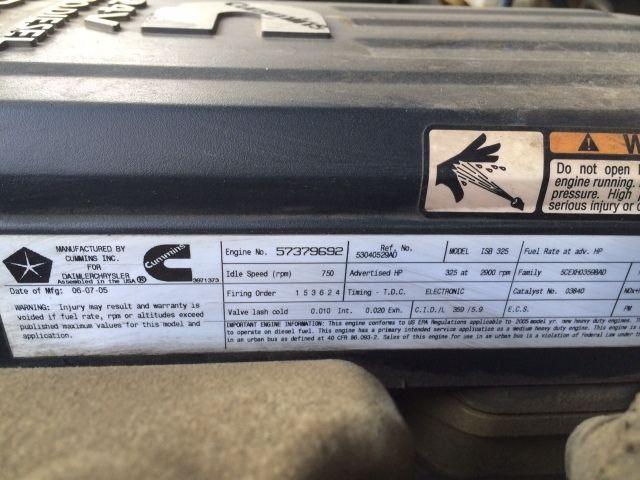 24V
Cummins
Do not open
engine running.
pressure. High
serious injury or
MANUFACTURED BY
CUMMINS INC.
FOR
DAIMLERCHRYSLER
Assembled in the USA
3971373
Cummins
Date of Mfg: 06-07-05
WARNING: Injury may result and warranty is
voided if fuel rate, rpm or altitudes exceed
published maximum values for this model and
application.
Engine No. 57379692 Ref. No. 53040529AD MODEL ISB 325 Fuel Rate at adv. HP
Idle Speed (rpm) 750 Advertised HP 325 at 2900 rpm Family
Firing Order 1 5 3 6 2 4 Timing - T.D.C. ELECTRONIC Catalyst No. 03840
Valve lash cold 0.010 Int. 0.020 Exh. C.I.D./L 359 / 5.9 E.C.S.
IMPORTANT ENGINE INFORMATION: This engine conforms to US EPA Regulations applicable to 2005 model yr. new heavy duty engines.
to operate on diesel fuel. This engine has a primary intended service application as a medium heavy duty engine. This
in an urban bus as defined at 40 CFR 86.093-2. Sales of this engine for use in an urban bus is a violation of Federal law under